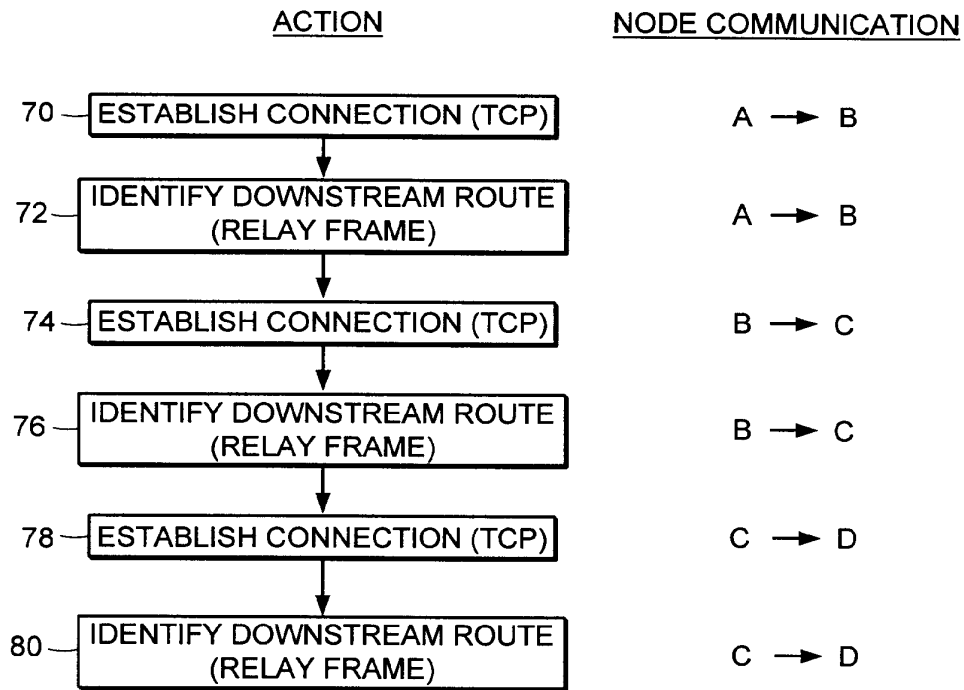 ACTION NODE COMMUNICATION
70 ESTABLISH CONNECTION (TCP) A → B
72 IDENTIFY DOWNSTREAM ROUTE
(RELAY FRAME) A → B
74 ESTABLISH CONNECTION (TCP) B → C
76 IDENTIFY DOWNSTREAM ROUTE
(RELAY FRAME) B → C
78 ESTABLISH CONNECTION (TCP) C → D
80 IDENTIFY DOWNSTREAM ROUTE
(RELAY FRAME) C → D